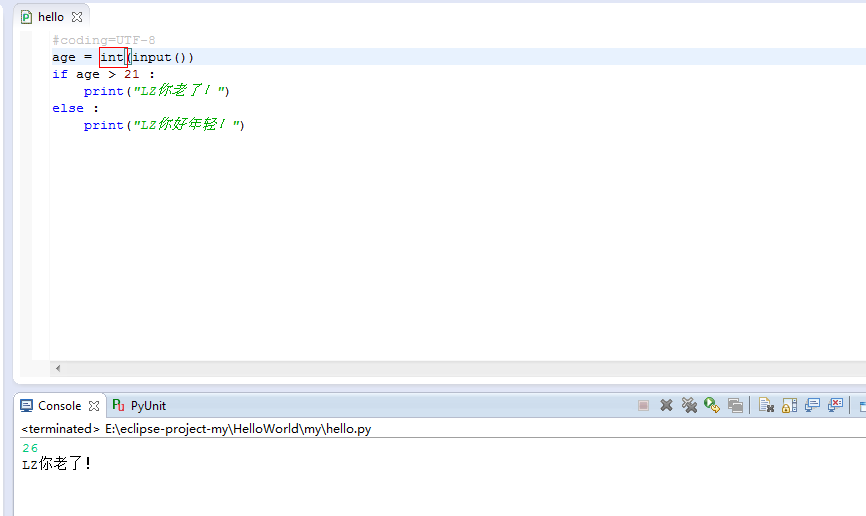 hello
#coding=UTF-8
age = int(input())
if age > 21 :
    print("LZ你老了！")
else :
    print("LZ你好年轻！")
Console PyUnit
<terminated> E:\eclipse-project-my\HelloWorld\my\hello.py
26
LZ你老了！